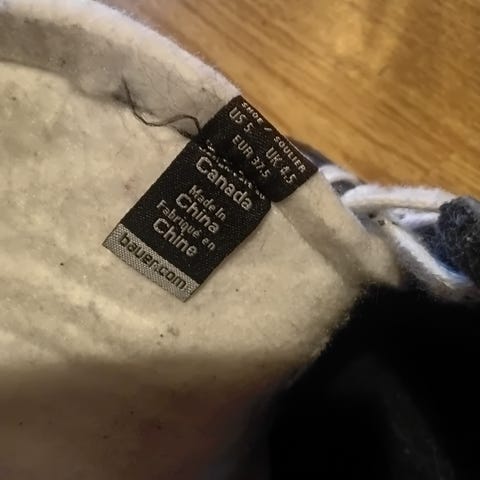 SHOE / SOULIER
US 5 UK 4.5
EUR 37.5
Canada
Made In
China
Fabriqué en
Chine
bauer.com